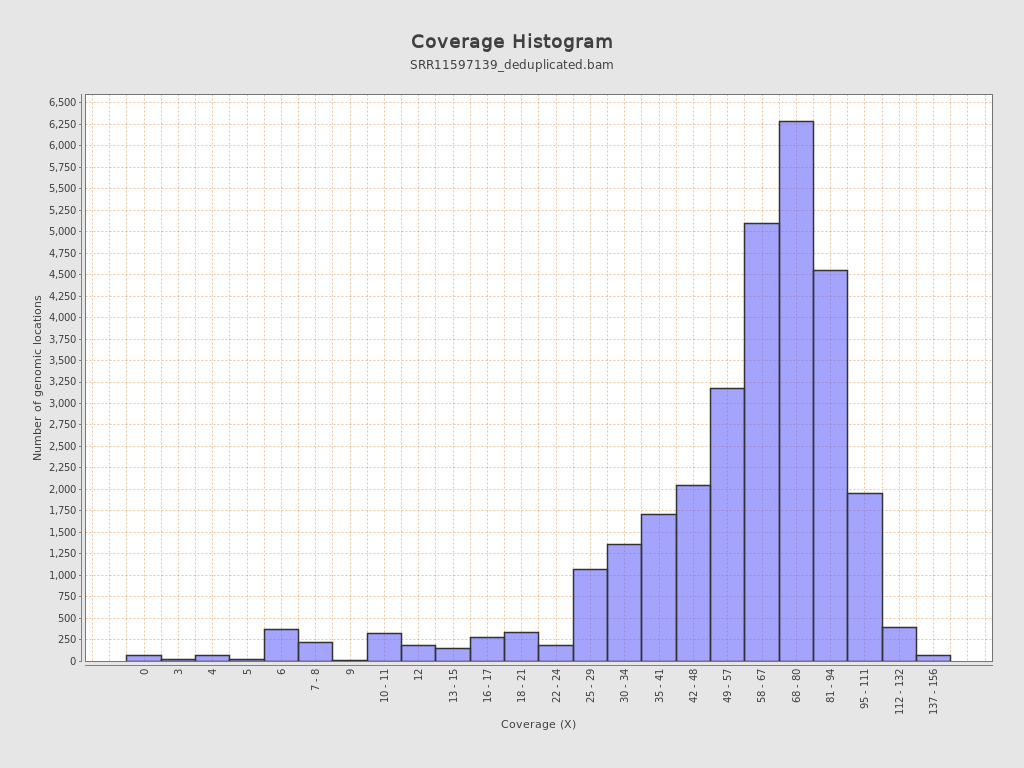 Coverage Histogram
SRR11597139_deduplicated.bam
Number of genomic locations
6,500
6,250
6,000
5,750
5,500
5,250
5,000
4,750
4,500
4,250
4,000
3,750
3,500
3,250
3,000
2,750
2,500
2,250
2,000
1,750
1,500
1,250
1,000
750
500
250
0
0
3
4
5
6
7 - 8
9
10 - 11
12
13 - 15
16 - 17
18 - 21
22 - 24
25 - 29
30 - 34
35 - 41
42 - 48
49 - 57
58 - 67
68 - 80
81 - 94
95 - 111
112 - 132
137 - 156
Coverage (X)